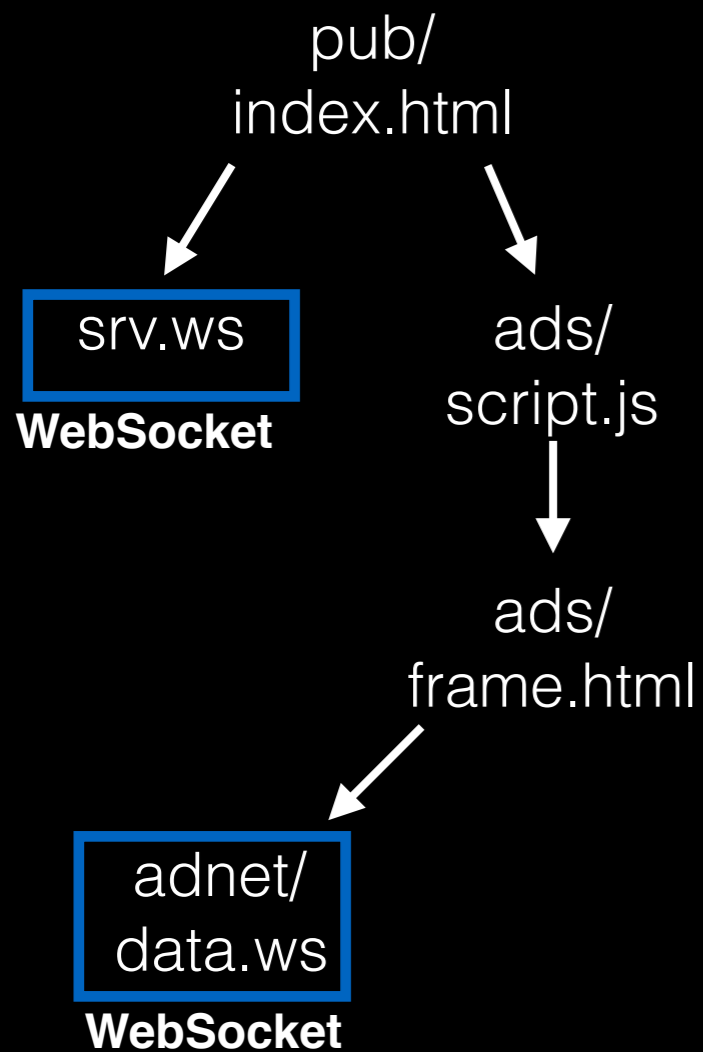 pub/
index.html
srv.ws
WebSocket
ads/
script.js
ads/
frame.html
adnet/
data.ws
WebSocket